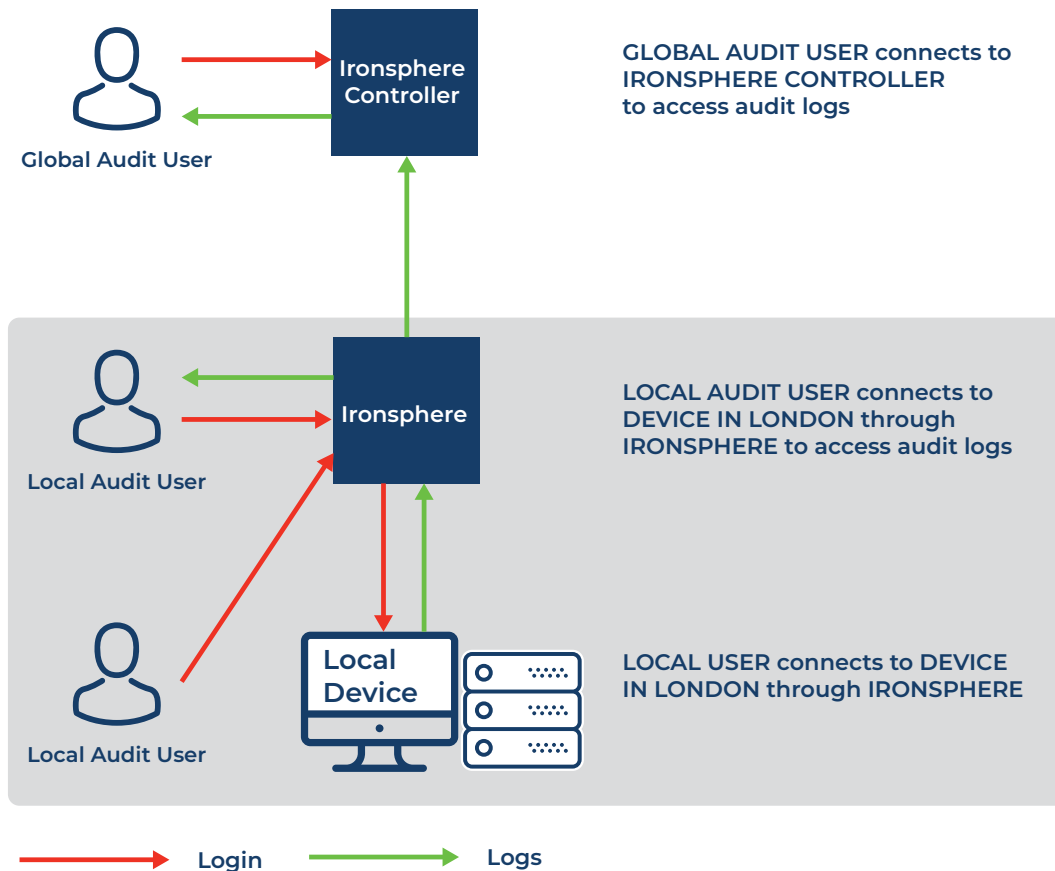 Ironsphere
Controller
GLOBAL AUDIT USER connects to
IRONSPHERE CONTROLLER
to access audit logs
Global Audit User
Ironsphere
LOCAL AUDIT USER connects to
DEVICE IN LONDON through
IRONSPHERE to access audit logs
Local Audit User
Local
Device
LOCAL USER connects to DEVICE
IN LONDON through IRONSPHERE
Local Audit User
Login
Logs